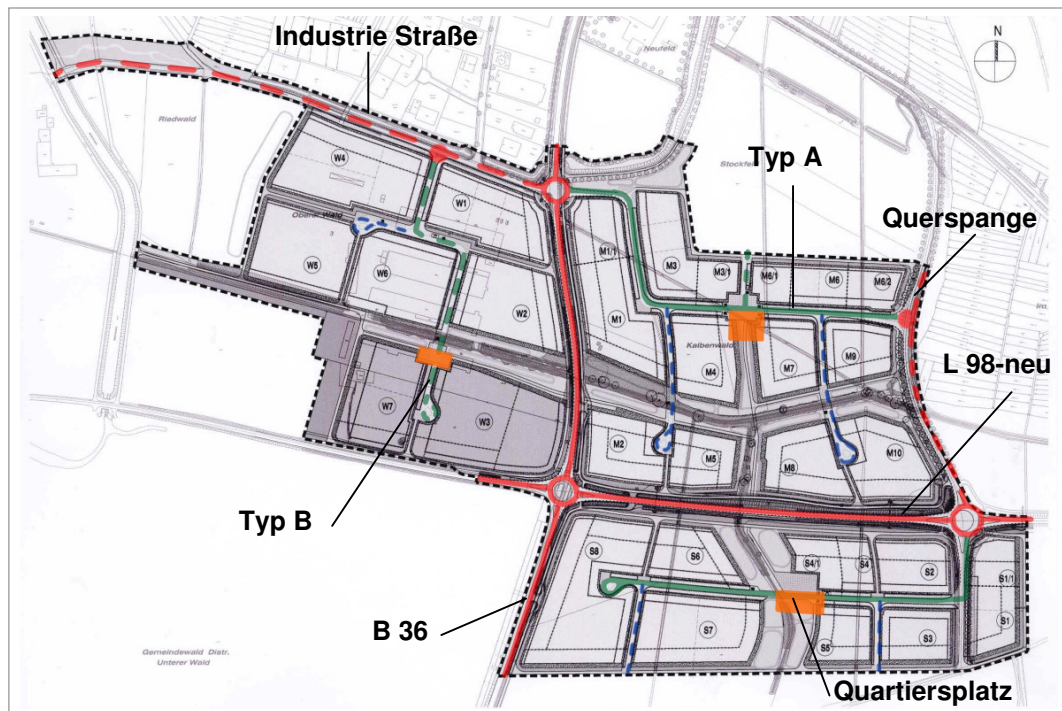 Industrie Straße
Neufeld
N
Riedwald
Stockfeld
Typ A
W4
W1
Oberer Wald
Querspange
M1/1
M3
M3/1
M6/1
M6
M6/2
W5
W6
W2
M1
Kalbenwald
M4
M7
M9
L 98-neu
W7
W3
M2
M5
M8
M10
Typ B
S8
S6
S4/1
S4
S2
S1/1
B 36
S7
S5
S3
S1
Gemeindewald Distr.
Unterer Wald
Quartiersplatz